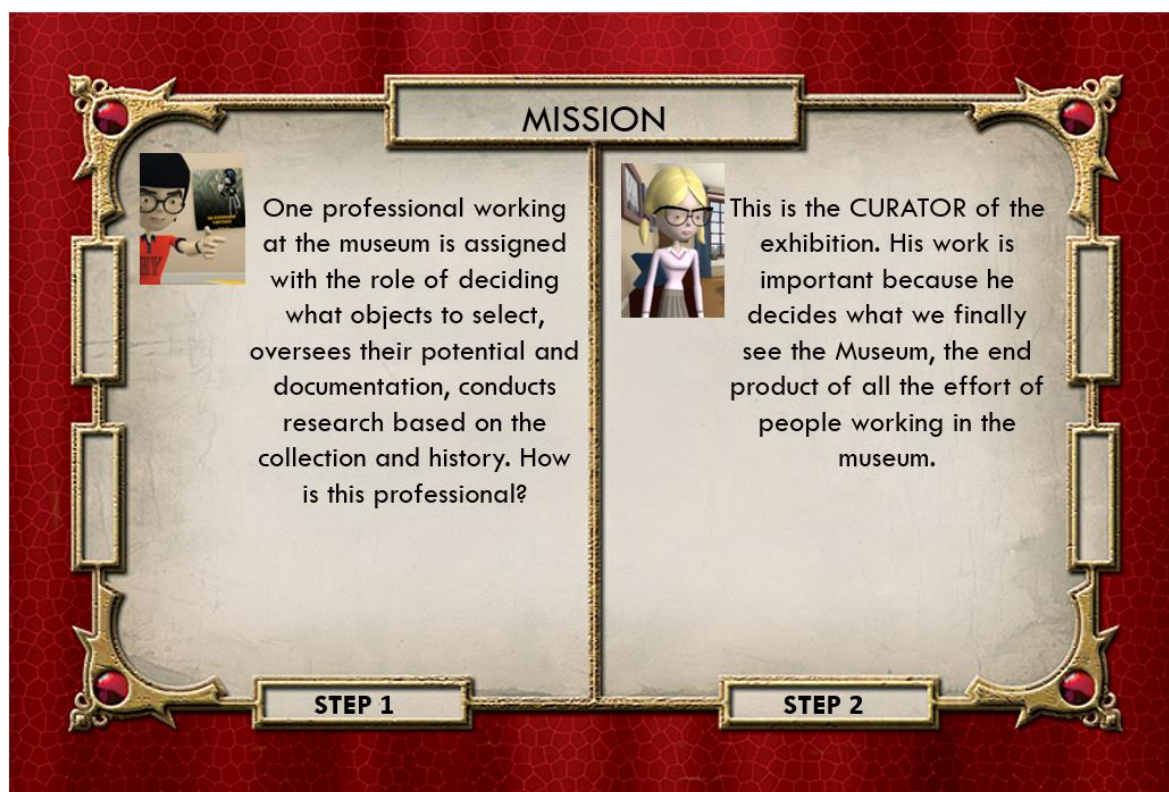 MISSION
One professional working
at the museum is assigned
with the role of deciding
what objects to select,
oversees their potential and
documentation, conducts
research based on the
collection and history. How
is this professional?
STEP 1
This is the CURATOR of the
exhibition. His work is
important because he
decides what we finally
see the Museum, the end
product of all the effort of
people working in the
museum.
STEP 2